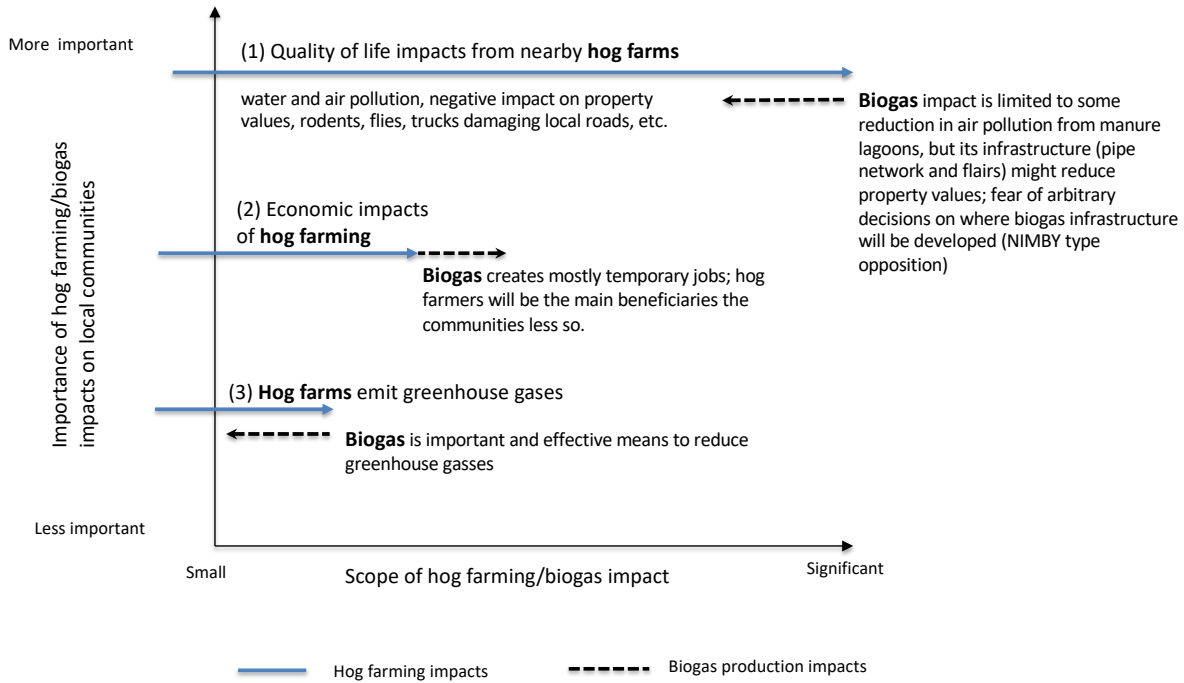 More important
(1) Quality of life impacts from nearby hog farms
water and air pollution, negative impact on property
values, rodents, flies, trucks damaging local roads, etc.
Biogas impact is limited to some
reduction in air pollution from manure
lagoons, but its infrastructure (pipe
network and flairs) might reduce
property values; fear of arbitrary
decisions on where biogas infrastructure
will be developed (NIMBY type
opposition)
Importance of hog farming/biogas
impacts on local communities
(2) Economic impacts
of hog farming
Biogas creates mostly temporary jobs; hog
farmers will be the main beneficiaries the
communities less so.
(3) Hog farms emit greenhouse gases
Biogas is important and effective means to reduce
greenhouse gasses
Less important
Small
Scope of hog farming/biogas impact
Significant
Hog farming impacts
Biogas production impacts